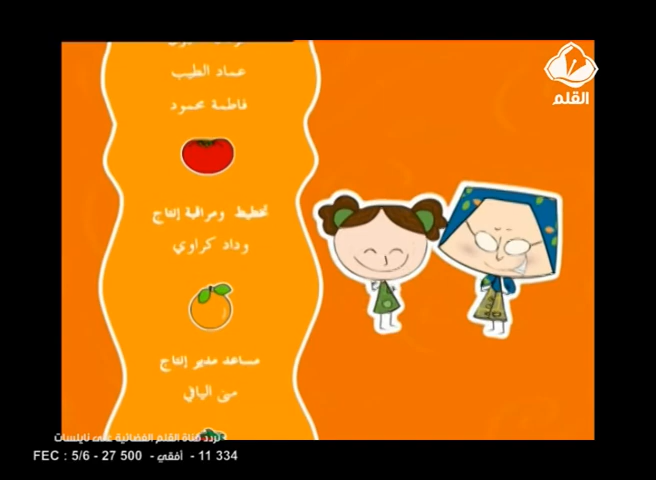 عماد الطيب
فاطمة محمود
تخطيط ومراقبة إنتاج
وداد كراوي
مساعد مدير إنتاج
منى اليافي
القلم
تردد قناة القلم الفضائية على نايلسات
FEC : 5/6 - 27 500 - أفقي - 11 334